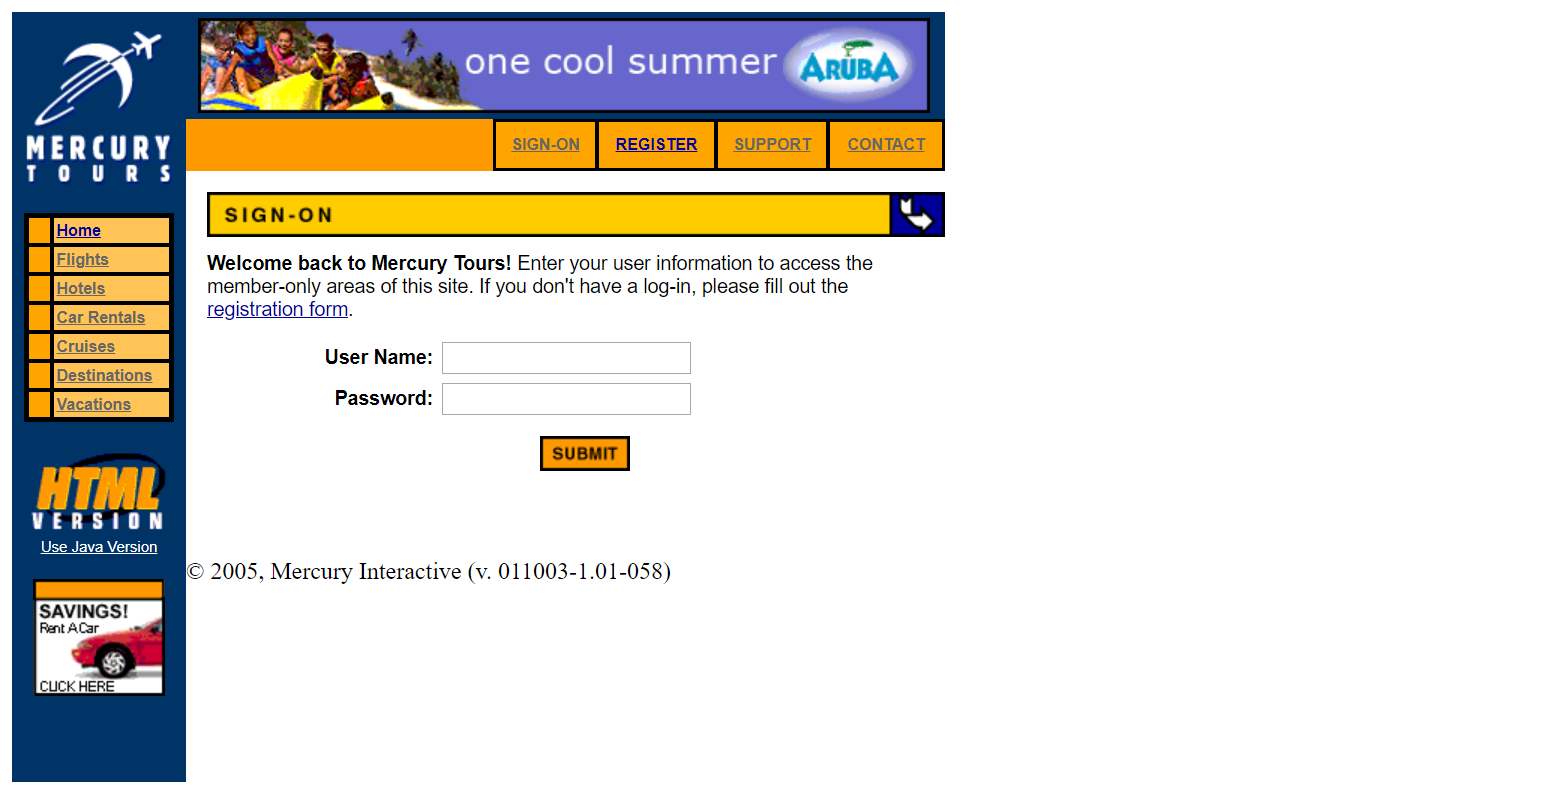 MERCURY
TOURS
one cool summer
ARUBA
SIGN-ON
REGISTER
SUPPORT
CONTACT
Home
Flights
Hotels
Car Rentals
Cruises
Destinations
Vacations
HTML
VERSION
Use Java Version
SAVINGS!
Rent A Car
CLICK HERE
SIGN-ON
Welcome back to Mercury Tours! Enter your user information to access the
member-only areas of this site. If you don't have a log-in, please fill out the
registration form.
User Name:
Password:
SUBMIT
© 2005, Mercury Interactive (v. 011003-1.01-058)